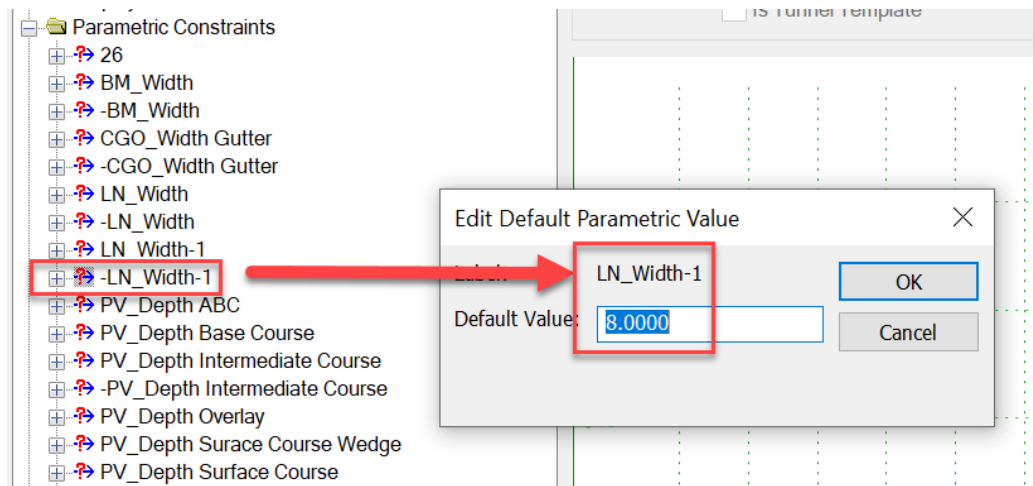 Is Tunnel Template
Parametric Constraints
26
BM_Width
-BM_Width
CGO_Width Gutter
-CGO_Width Gutter
LN_Width
-LN_Width
LN_Width-1
-LN_Width-1
PV_Depth ABC
PV_Depth Base Course
PV_Depth Intermediate Course
-PV_Depth Intermediate Course
PV_Depth Overlay
PV_Depth Surace Course Wedge
PV_Depth Surface Course
Edit Default Parametric Value
Label: LN_Width-1
OK
Default Value: 8.0000
Cancel